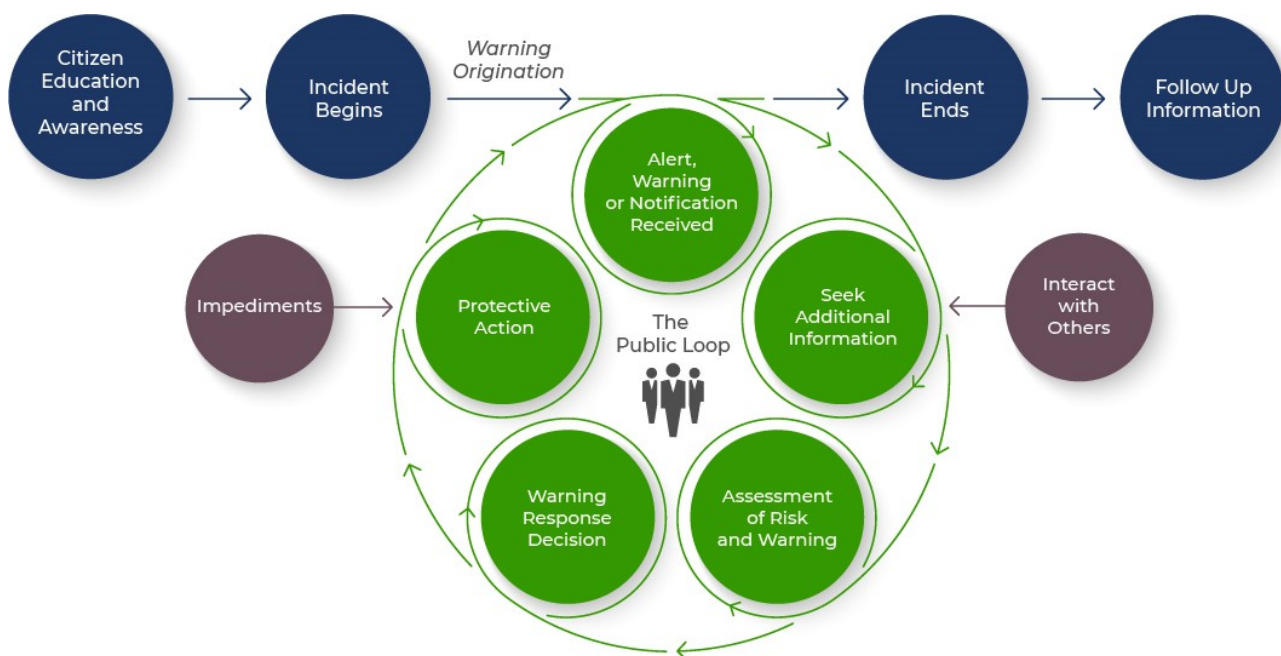 Citizen
Education
and
Awareness
Incident
Begins
Warning
Origination
Incident
Ends
Follow Up
Information
Alert,
Warning
or Notification
Received
Impediments
Protective
Action
The
Public Loop
Seek
Additional
Information
Interact
with
Others
Warning
Response
Decision
Assessment
of Risk
and Warning